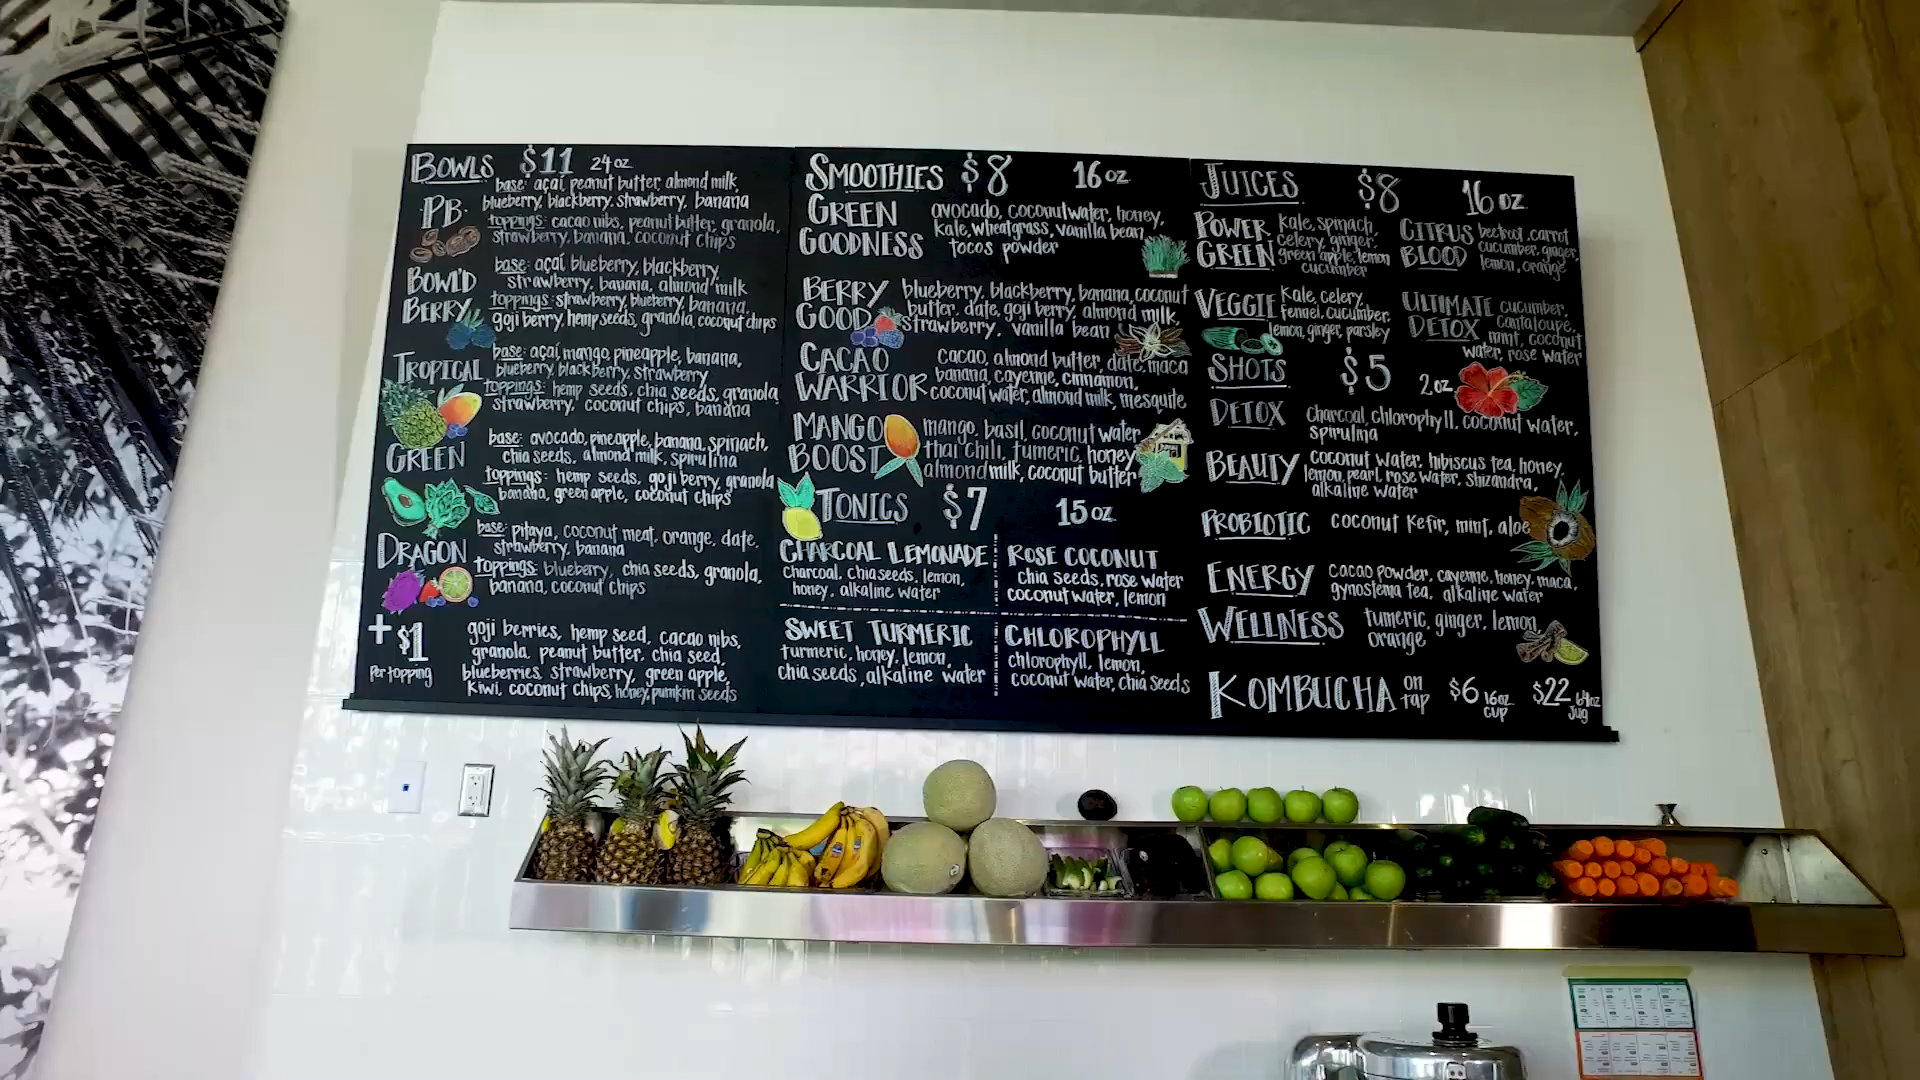 BOWLS $11 24 oz
base: açaí, peanut butter, almond milk,
blueberry, blackberry, strawberry, banana
PB
toppings: cacao nibs, peanut butter, granola,
strawberry, banana, coconut chips
BOWL'D
BERRY
base: açaí, blueberry, blackberry,
strawberry, banana, almond milk
toppings: strawberry, blueberry, banana,
goji berry, hemp seeds, granola, coconut chips
TROPICAL
base: açaí, mango, pineapple, banana,
blueberry, blackberry, strawberry
toppings: hemp seeds, chia seeds, granola
strawberry, coconut chips, banana
GREEN
base: avocado, pineapple, banana, spinach,
chia seeds, almond milk, spirulina
toppings: hemp seeds, goji berry, granola
banana, green apple, coconut chips
DRAGON
base: pitaya, coconut meat, orange, date,
strawberry, banana
toppings: blueberry, chia seeds, granola,
banana, coconut chips
+ $1
Per topping
goji berries, hemp seed, cacao nibs,
granola, peanut butter, chia seed,
blueberries, strawberry, green apple,
kiwi, coconut chips, honey, pumkin seeds
SMOOTHIES $8 16 oz
GREEN
GOODNESS
avocado, coconut water, honey,
kale, wheatgrass, vanilla bean,
tocos powder
BERRY
GOOD
blueberry, blackberry, banana, coconut
butter, date, goji berry, almond milk,
strawberry, vanilla bean
CACAO
WARRIOR
cacao, almond butter, date, maca
banana, cayenne, cinnamon,
coconut water, almond milk, mesquite
MANGO
BOOST
mango, basil, coconut water
thai chili, tumeric, honey
almond milk, coconut butter
TONICS $7 15 oz
CHARCOAL LEMONADE
charcoal, chia seeds, lemon,
honey, alkaline water
ROSE COCONUT
chia seeds, rose water
coconut water, lemon
SWEET TURMERIC
turmeric, honey, lemon,
chia seeds, alkaline water
CHLOROPHYLL
chlorophyll, lemon,
coconut water, chia seeds
JUICES $8 16 oz
POWER
GREEN
Kale, spinach,
celery, ginger,
green apple, lemon
cucumber
CITRUS
BLOOD
beetroot, carrot
cucumber, ginger,
lemon, orange
VEGGIE
Kale, celery,
fennel, cucumber,
lemon, ginger, parsley
ULTIMATE
DETOX
cucumber,
cantaloupe,
mint, coconut
water, rose water
SHOTS $5 2 oz
DETOX
charcoal, chlorophyll, coconut water,
spirulina
BEAUTY
coconut water, hibiscus tea, honey,
lemon, pearl, rose water, shizandra,
alkaline water
PROBIOTIC
coconut Kefir, mint, aloe
ENERGY
cacao powder, cayenne, honey, maca,
gynostema tea, alkaline water
WELLNESS
tumeric, ginger, lemon,
orange
KOMBUCHA on tap $6 16oz cup $22 64oz Jug